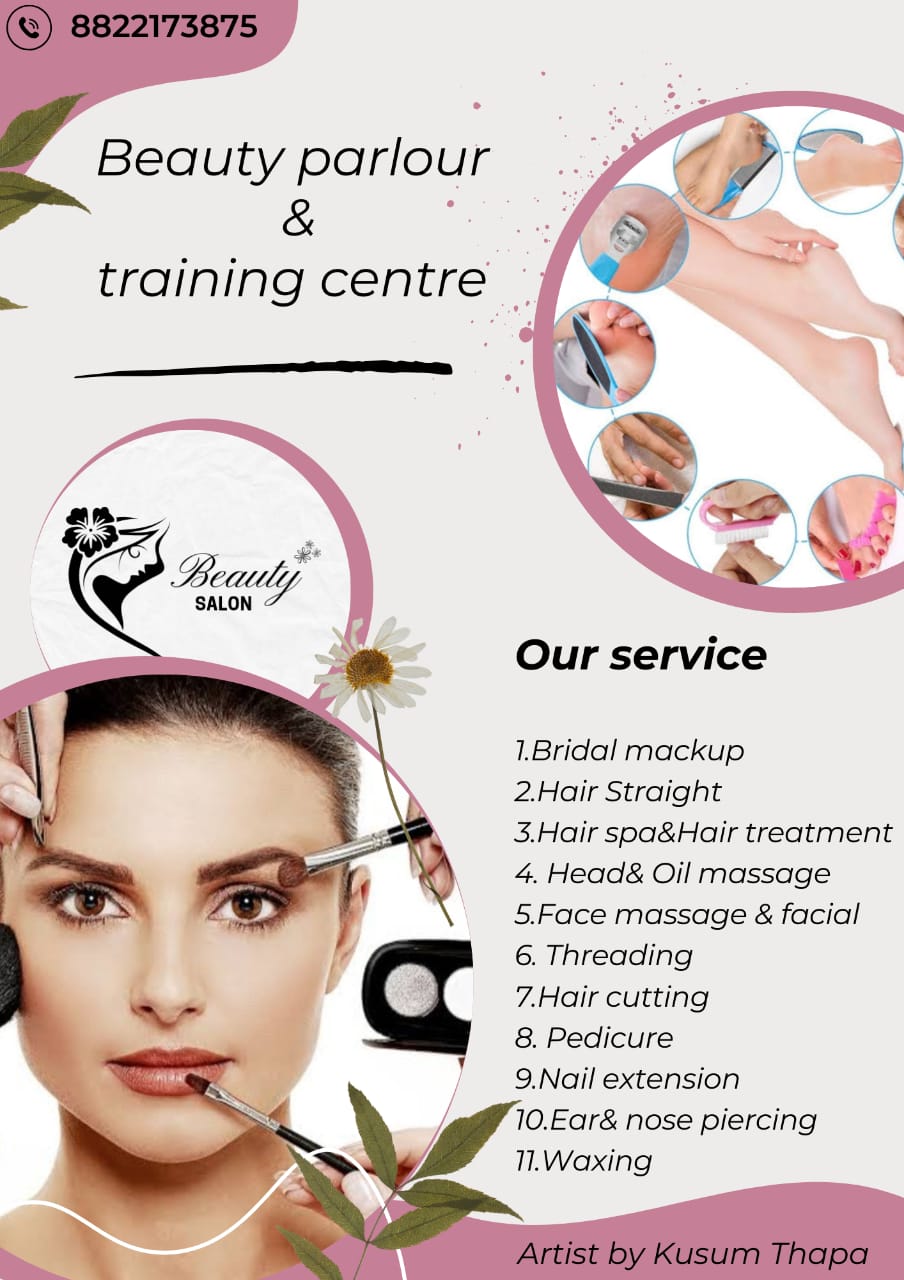 8822173875
Beauty parlour
&
training centre
Beauty
SALON
Our service
1.Bridal mackup
2.Hair Straight
3.Hair spa&Hair treatment
4. Head& Oil massage
5.Face massage & facial
6. Threading
7.Hair cutting
8. Pedicure
9.Nail extension
10.Ear& nose piercing
11.Waxing
Artist by Kusum Thapa